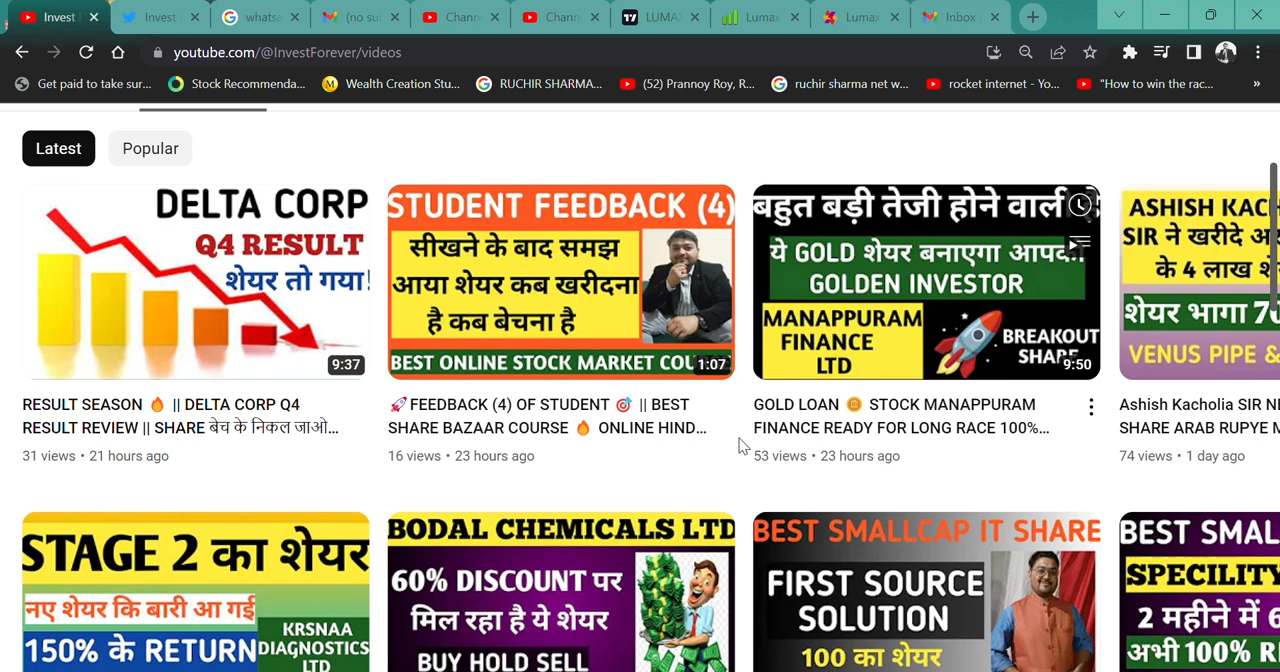 Invest
Invest
whats
(no su
Chann
Chann
LUMA
Lumax
Lumax
Inbox
youtube.com/@InvestForever/videos
Get paid to take sur...
Stock Recommenda...
Wealth Creation Stu...
RUCHIR SHARMA...
(52) Prannoy Roy, R...
ruchir sharma net w...
rocket internet - Yo...
"How to win the rac...
»
Latest
Popular
DELTA CORP
Q4 RESULT
शेयर तो गया!
9:37
RESULT SEASON 🔥 || DELTA CORP Q4
RESULT REVIEW || SHARE बेच के निकल जाओ...
31 views • 21 hours ago
STUDENT FEEDBACK (4)
सीखने के बाद समझ
आया शेयर कब खरीदना
है कब बेचना है
BEST ONLINE STOCK MARKET COU
1:07
🚀FEEDBACK (4) OF STUDENT 🎯 || BEST
SHARE BAZAAR COURSE 🔥 ONLINE HIND...
16 views • 23 hours ago
बहुत बड़ी तेजी होने वाली
ये GOLD शेयर बनाएगा आपका
GOLDEN INVESTOR
MANAPPURAM
FINANCE
LTD
BREAKOUT
SHARE
9:50
GOLD LOAN 🪙 STOCK MANAPPURAM
FINANCE READY FOR LONG RACE 100%...
53 views • 23 hours ago
ASHISH KACH
SIR ने खरीदे
के 4 लाख
शेयर भागा
VENUS PIPE &
Ashish Kacholia SIR
SHARE ARAB RUPYE
74 views • 1 day ago
STAGE 2 का शेयर
नए शेयर कि बारी आ गई
150% के RETURN
KRSNAA
DIAGNOSTICS
LTD
BODAL CHEMICALS LTD
60% DISCOUNT पर
मिल रहा है ये शेयर
BUY HOLD SELL
BEST SMALLCAP IT SHARE
FIRST SOURCE
SOLUTION
100 का शेयर
BEST SMAL
SPECILITY
2 महीने में
अभी 100% R